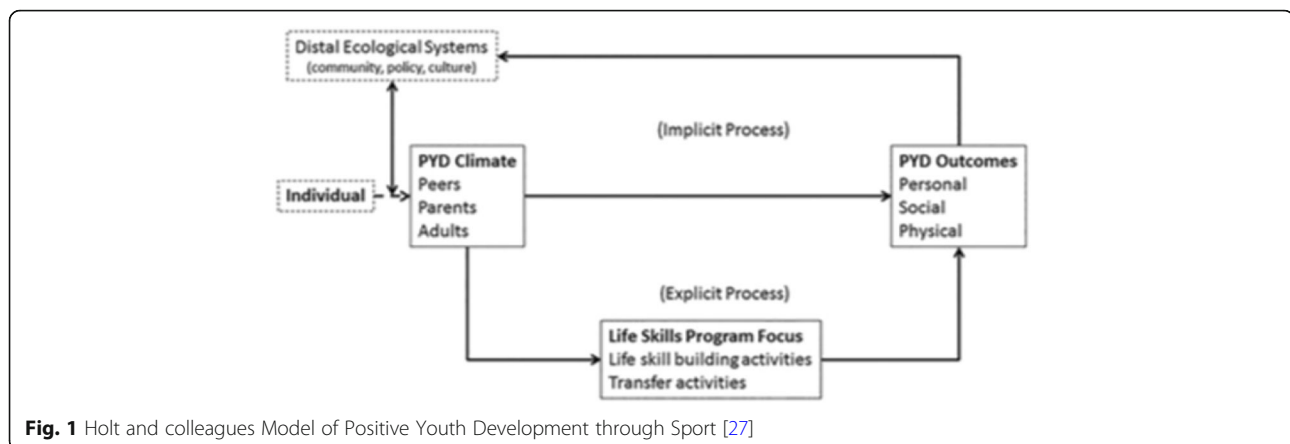 Distal Ecological Systems
(community, policy, culture)
(Implicit Process)
PYD Climate
Peers
Parents
Adults
Individual
PYD Outcomes
Personal
Social
Physical
(Explicit Process)
Life Skills Program Focus
Life skill building activities
Transfer activities
Fig. 1 Holt and colleagues Model of Positive Youth Development through Sport [27]